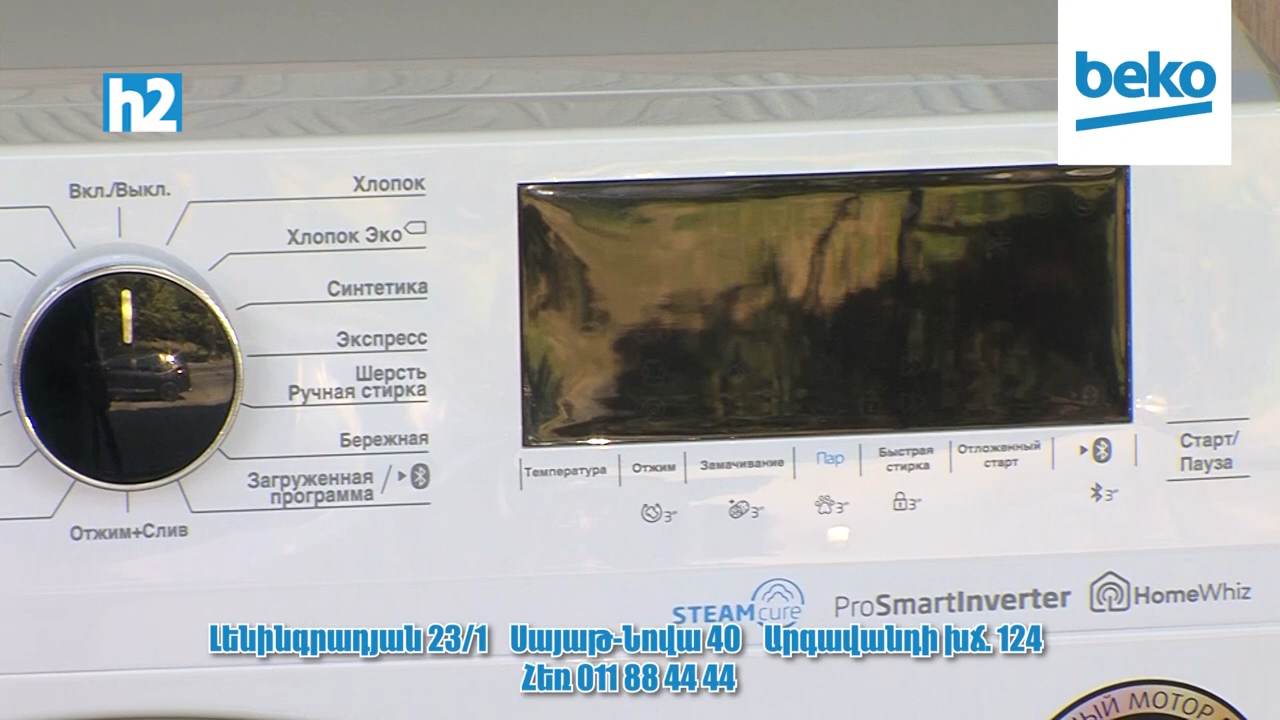 h2
beko
Вкл./Выкл.
Хлопок
Хлопок Эко
Синтетика
Экспресс
Шерсть
Ручная стирка
Бережная
Загруженная
программа
Отжим+Слив
Температура
Отжим
Замачивание
Пар
Быстрая
стирка
Отложенный
старт
Старт/
Пауза
3"
3"
3"
3"
3"
STEAMcure
ProSmartInverter
HomeWhiz
Լենինգրադյան 23/1 Սայաթ-Նովա 40 Արգավանդի խճ. 124
Հեռ 011 88 44 44
МОТОР